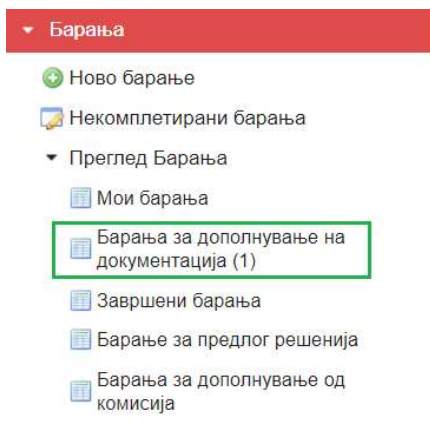 Барања
Ново барање
Некомплетирани барања
Преглед Барања
Мои барања
Барања за дополнување на
документација (1)
Завршени барања
Барање за предлог решенија
Барања за дополнување од
комисија